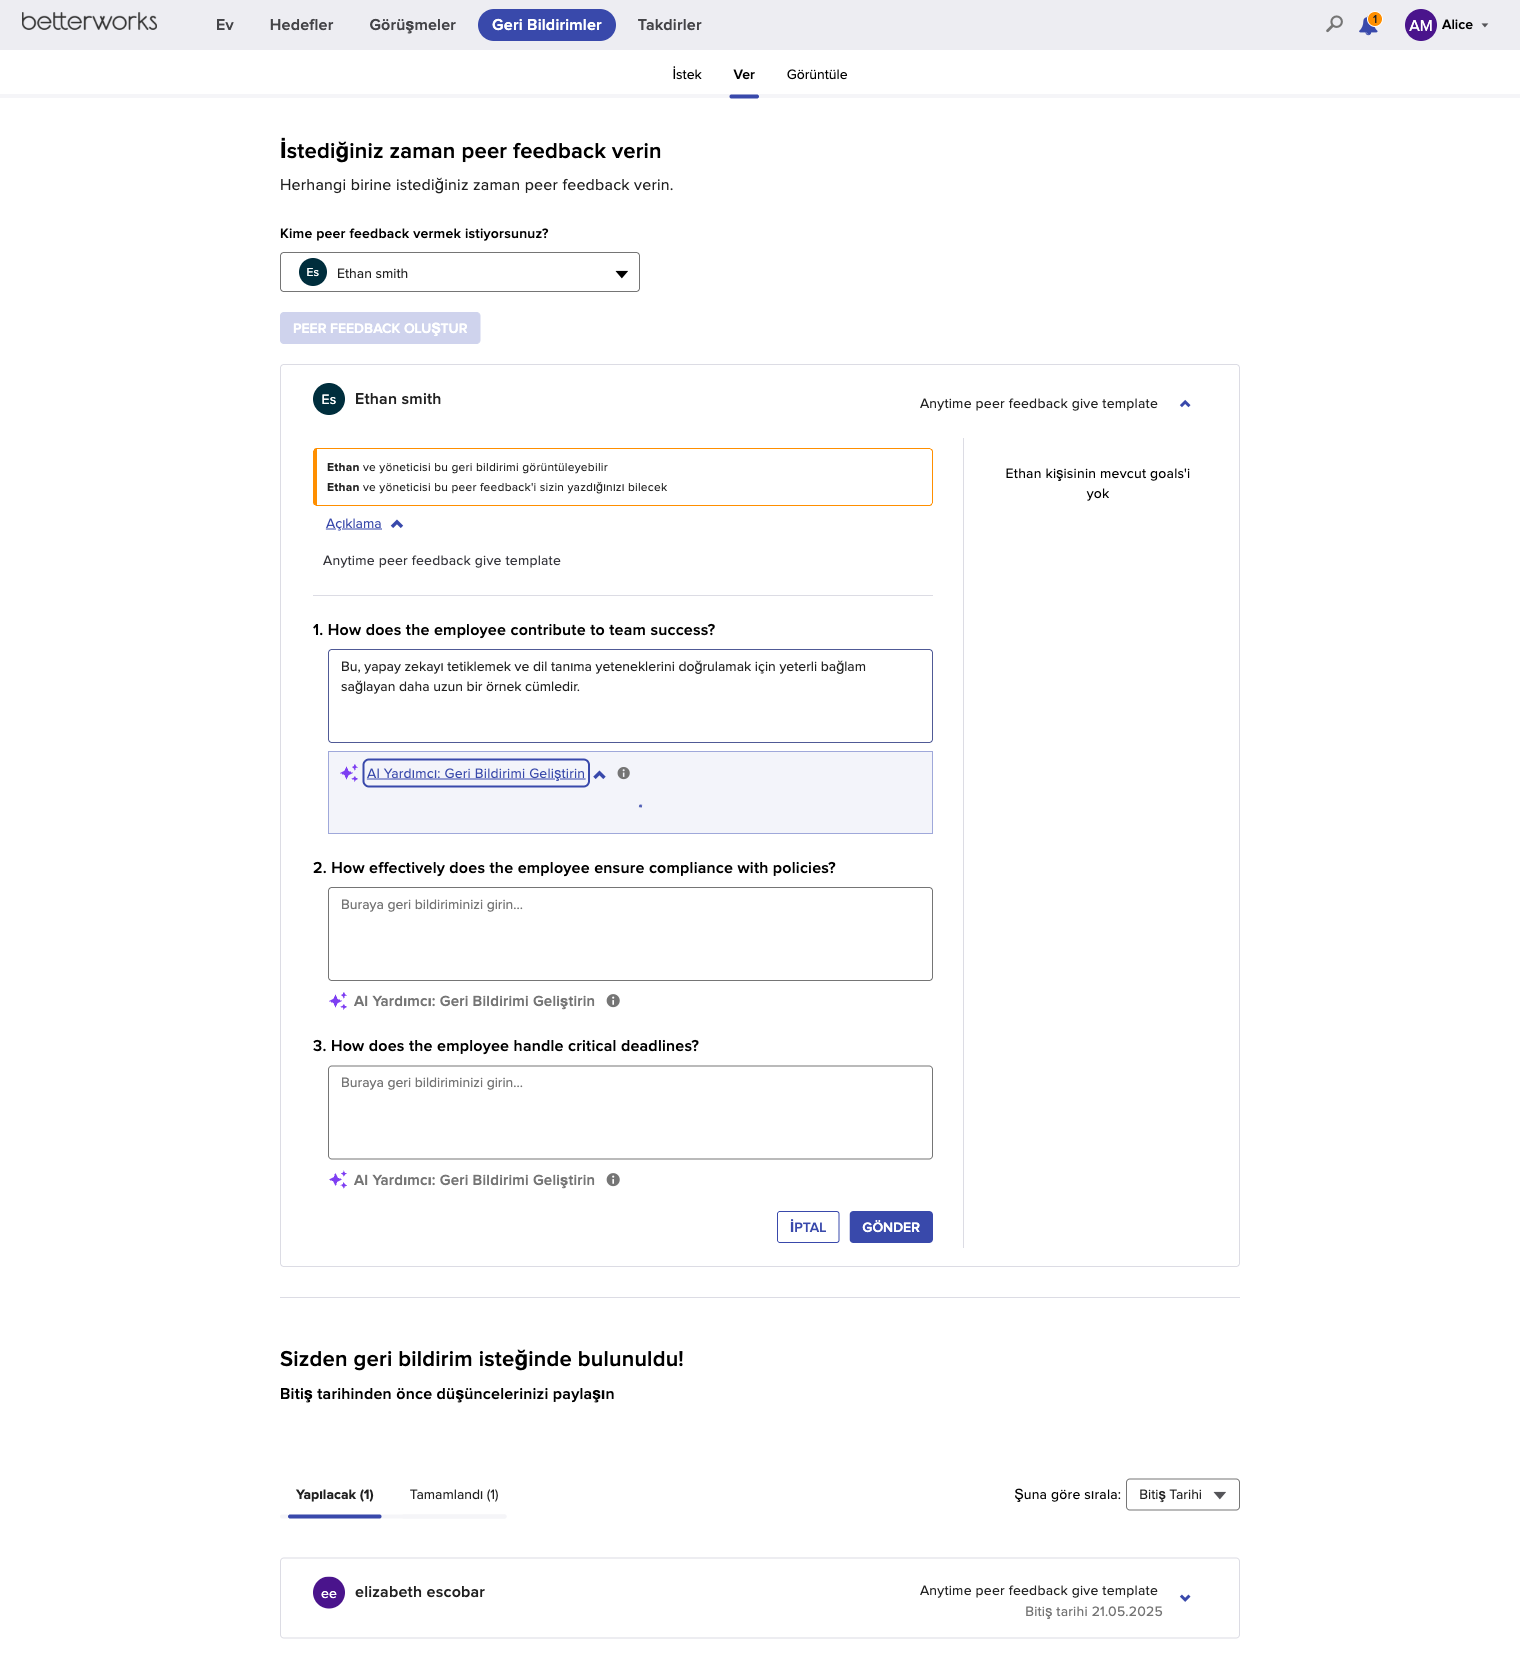 betterworks
Ev
Hedefler
Görüşmeler
Geri Bildirimler
Takdirler
1
AM
Alice
İstek
Ver
Görüntüle
İstediğiniz zaman peer feedback verin
Herhangi birine istediğiniz zaman peer feedback verin.
Kime peer feedback vermek istiyorsunuz?
Es
Ethan smith
PEER FEEDBACK OLUŞTUR
Es
Ethan smith
Anytime peer feedback give template
Ethan ve yöneticisi bu geri bildirimi görüntüleyebilir
Ethan ve yöneticisi bu peer feedback'i sizin yazdığınızı bilecek
Ethan kişisinin mevcut goals'i
yok
Açıklama
Anytime peer feedback give template
1. How does the employee contribute to team success?
Bu, yapay zekayı tetiklemek ve dil tanıma yeteneklerini doğrulamak için yeterli bağlam
sağlayan daha uzun bir örnek cümledir.
AI Yardımcı: Geri Bildirimi Geliştirin
2. How effectively does the employee ensure compliance with policies?
Buraya geri bildiriminizi girin...
AI Yardımcı: Geri Bildirimi Geliştirin
3. How does the employee handle critical deadlines?
Buraya geri bildiriminizi girin...
AI Yardımcı: Geri Bildirimi Geliştirin
İPTAL
GÖNDER
Sizden geri bildirim isteğinde bulunuldu!
Bitiş tarihinden önce düşüncelerinizi paylaşın
Yapılacak (1)
Tamamlandı (1)
Şuna göre sırala:
Bitiş Tarihi
ee
elizabeth escobar
Anytime peer feedback give template
Bitiş tarihi 21.05.2025